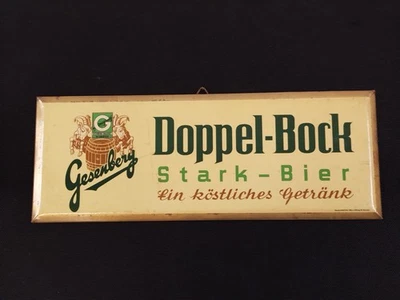 G
Gesenberg
Doppel-Bock
Stark-Bier
Ein köstliches Getränk